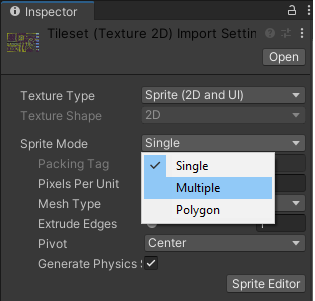 Inspector
Tileset (Texture 2D) Import Settin
Open
Texture Type Sprite (2D and UI)
Texture Shape 2D
Sprite Mode Single
Packing Tag Single
Pixels Per Unit Multiple
Mesh Type Polygon
Extrude Edges
Pivot Center
Generate Physics
Sprite Editor